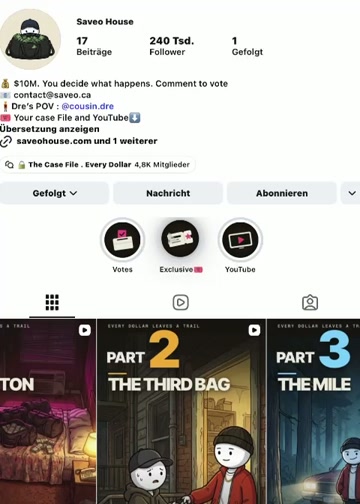 Saveo House
17
240 Tsd.
1
Beiträge
Follower
Gefolgt
💰 $10M. You decide what happens. Comment to vote
📧 contact@saveo.ca
🕴️ Dre's POV : @cousin.dre
🎟️ Your case File and YouTube⬇️
Übersetzung anzeigen
saveohouse.com und 1 weiterer
🔒 The Case File . Every Dollar 4,8K Mitglieder
Gefolgt
Nachricht
Abonnieren
Votes
Exclusive🎟️
YouTube
S A TRAIL
EVERY DOLLAR LEAVES A TRAIL
EVERY DOLLAR LEAVES A
TON
PART 2
THE THIRD BAG
PART 3
THE MILE